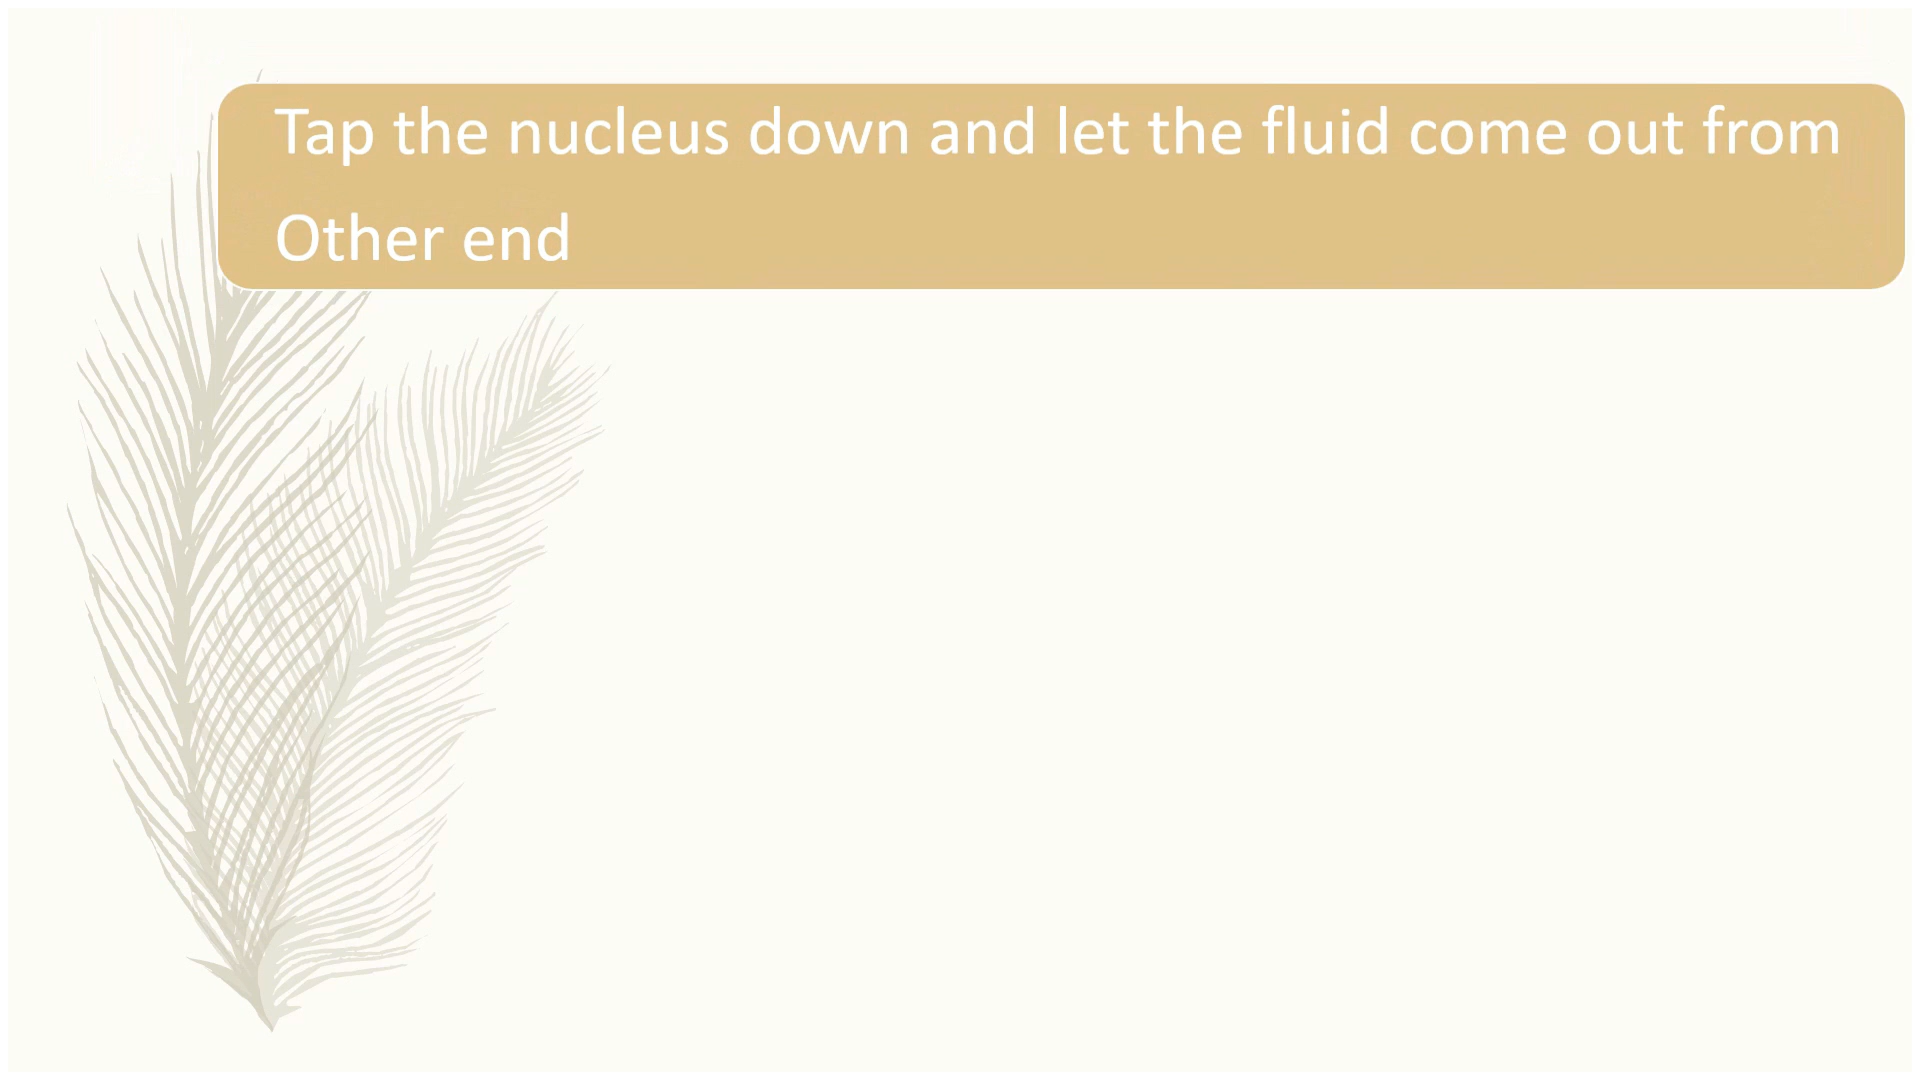 Tap the nucleus down and let the fluid come out from
Other end